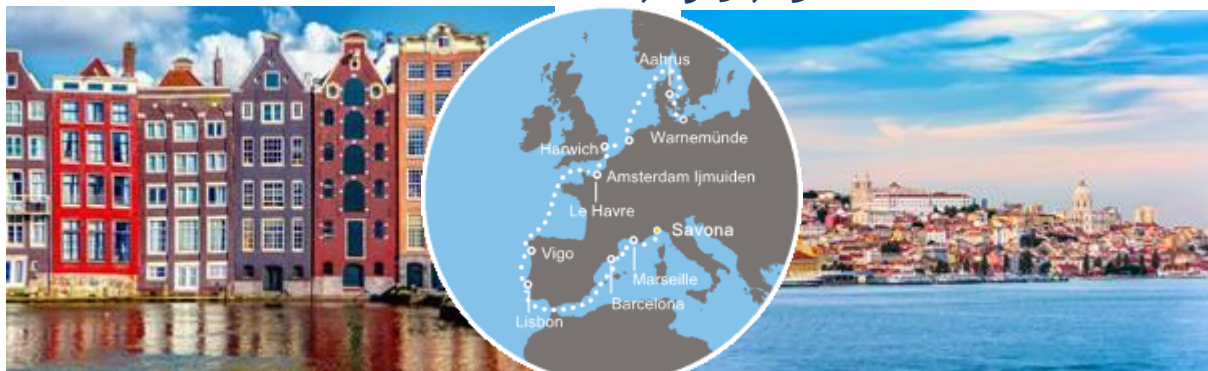 Aahrus
Warnemünde
Harwich
Amsterdam Ijmuiden
Le Havre
Savona
Vigo
Marseille
Barcelona
Lisbon